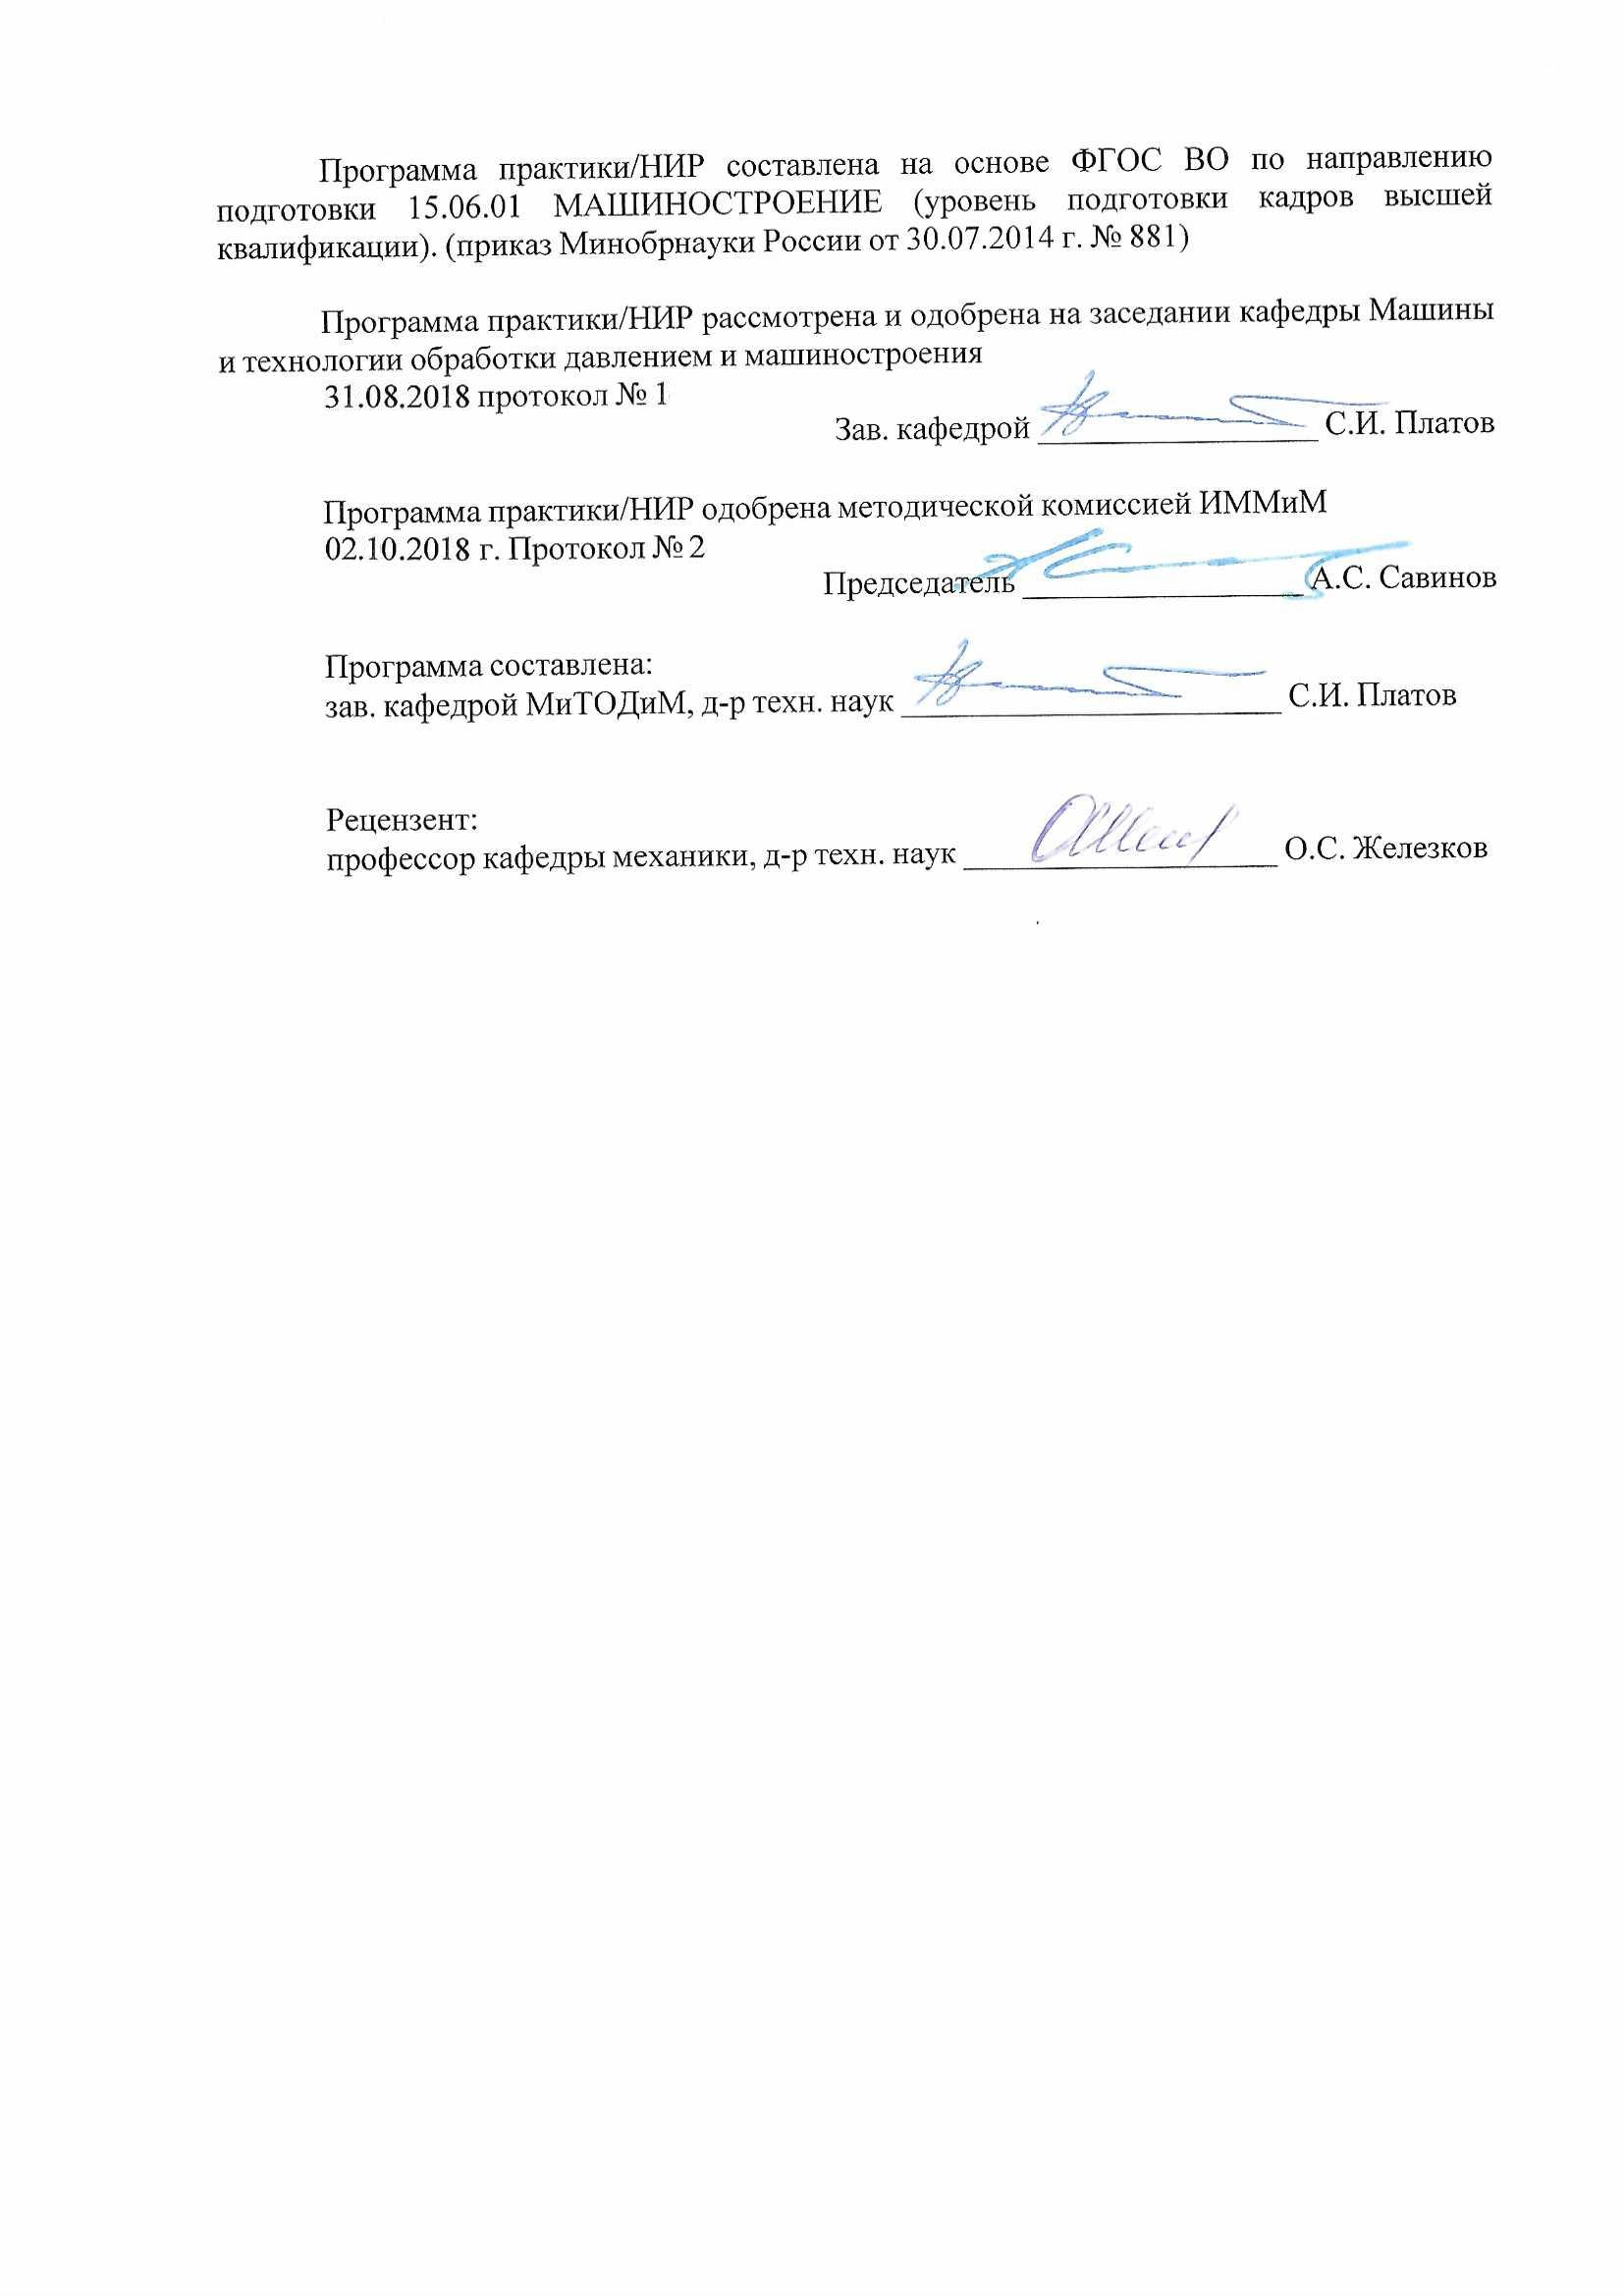 Программа практики/НИР составлена на основе ФГОС ВО по направлению
подготовки 15.06.01 МАШИНОСТРОЕНИЕ (уровень подготовки кадров высшей
квалификации). (приказ Минобрнауки России от 30.07.2014 г. № 881)
Программа практики/НИР рассмотрена и одобрена на заседании кафедры Машины
и технологии обработки давлением и машиностроения
31.08.2018 протокол № 1
Зав. кафедрой С.И. Платов
Программа практики/НИР одобрена методической комиссией ИММиМ
02.10.2018 г. Протокол № 2
Председатель А.С. Савинов
Программа составлена:
зав. кафедрой МиТОДиМ, д-р техн. наук С.И. Платов
Рецензент:
профессор кафедры механики, д-р техн. наук О.С. Железков